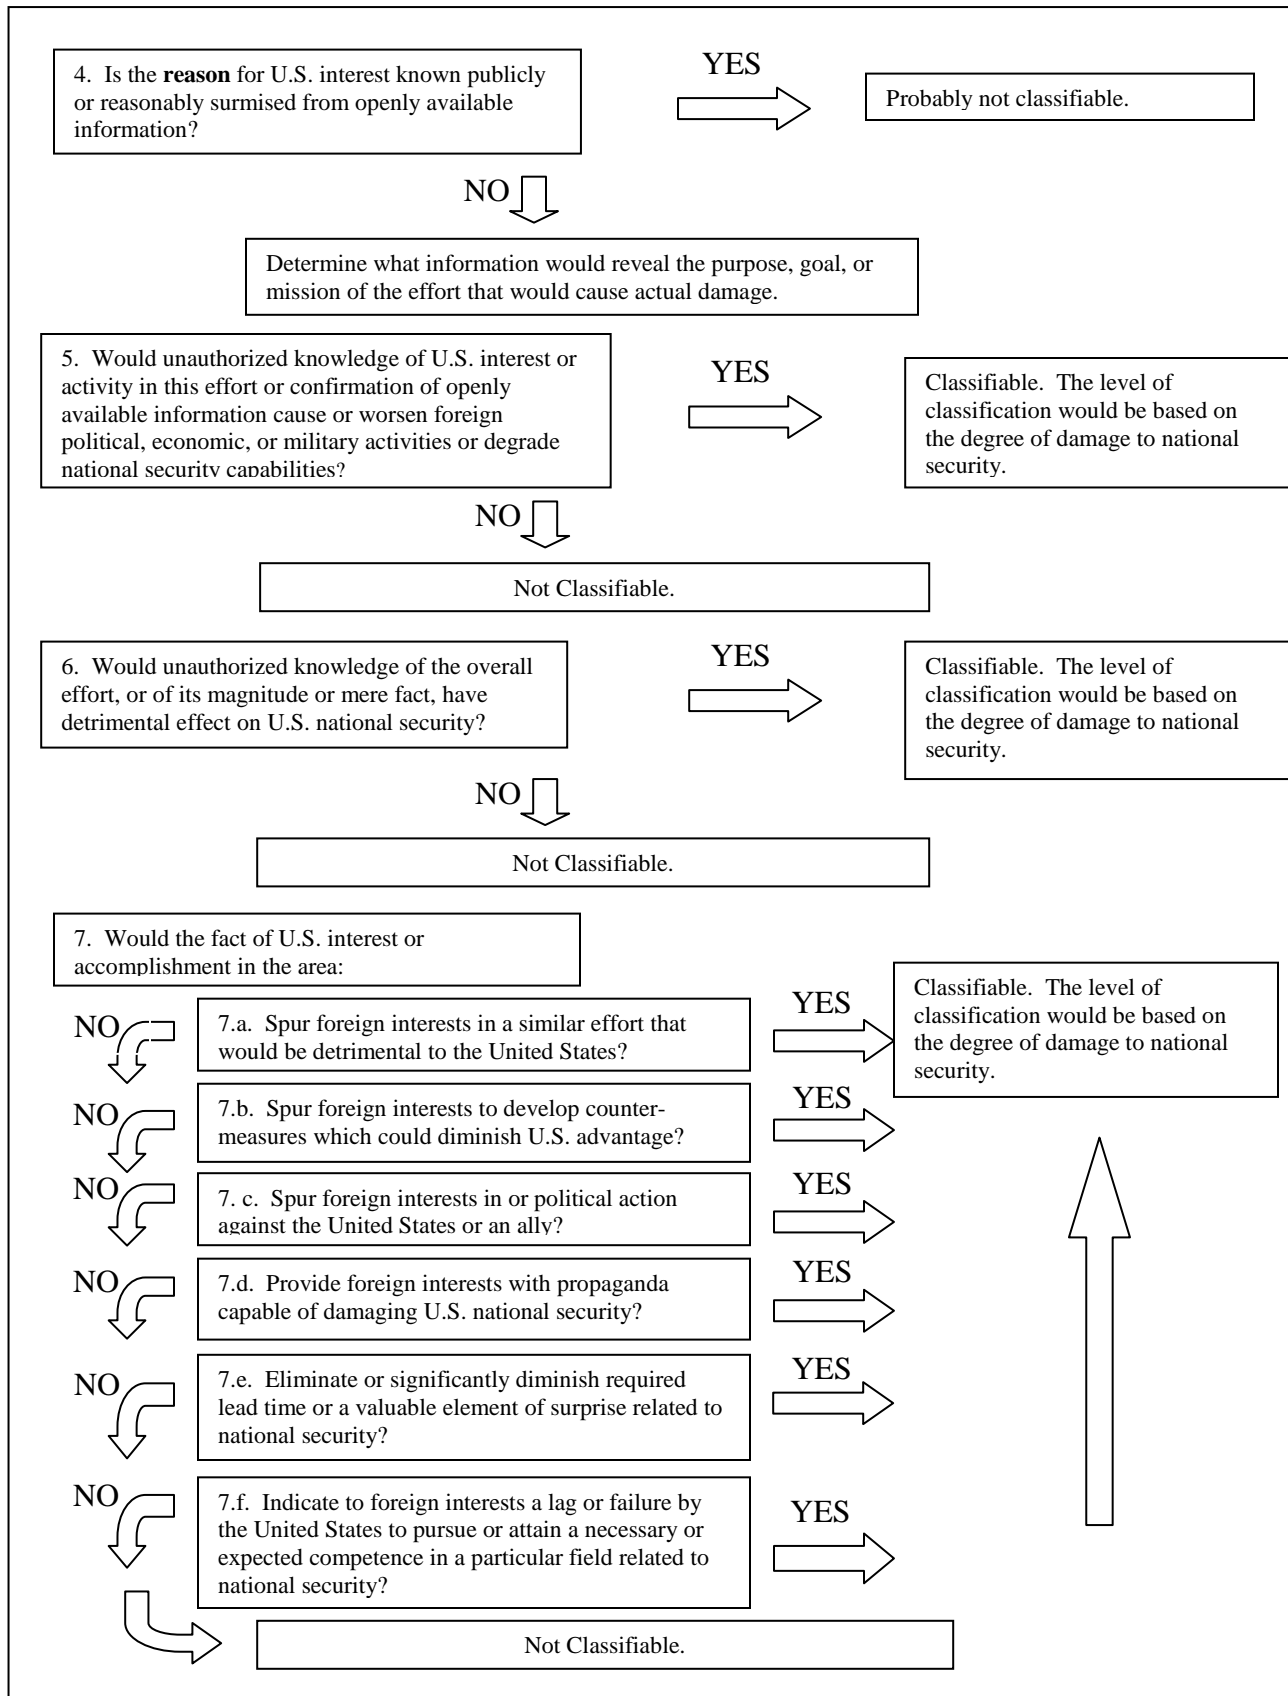 4. Is the reason for U.S. interest known publicly
or reasonably surmised from openly available
information?
YES
Probably not classifiable.
NO
Determine what information would reveal the purpose, goal, or
mission of the effort that would cause actual damage.
5. Would unauthorized knowledge of U.S. interest or
activity in this effort or confirmation of openly
available information cause or worsen foreign
political, economic, or military activities or degrade
national security capabilities?
YES
Classifiable. The level of
classification would be based on
the degree of damage to national
security.
NO
Not Classifiable.
6. Would unauthorized knowledge of the overall
effort, or of its magnitude or mere fact, have
detrimental effect on U.S. national security?
YES
Classifiable. The level of
classification would be based on
the degree of damage to national
security.
NO
Not Classifiable.
7. Would the fact of U.S. interest or
accomplishment in the area:
Classifiable. The level of
classification would be based on
the degree of damage to national
security.
NO
7.a. Spur foreign interests in a similar effort that
would be detrimental to the United States?
YES
NO
7.b. Spur foreign interests to develop counter-
measures which could diminish U.S. advantage?
YES
NO
7. c. Spur foreign interests in or political action
against the United States or an ally?
YES
NO
7.d. Provide foreign interests with propaganda
capable of damaging U.S. national security?
YES
NO
7.e. Eliminate or significantly diminish required
lead time or a valuable element of surprise related to
national security?
YES
NO
7.f. Indicate to foreign interests a lag or failure by
the United States to pursue or attain a necessary or
expected competence in a particular field related to
national security?
YES
Not Classifiable.